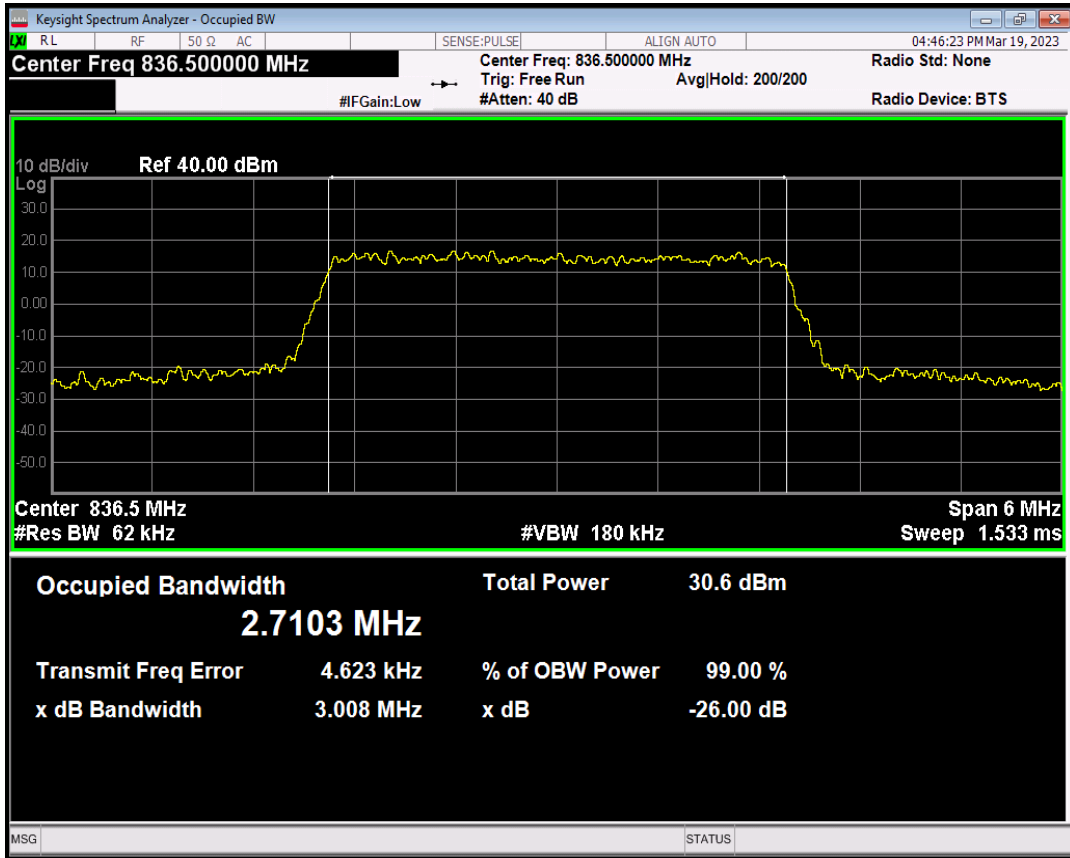 Keysight Spectrum Analyzer - Occupied BW
LXI RL RF 50 Ω AC SENSE:PULSE ALIGN AUTO 04:46:23 PM Mar 19, 2023
Center Freq 836.500000 MHz Center Freq: 836.500000 MHz Radio Std: None
Trig: Free Run Avg|Hold: 200/200
#IFGain:Low #Atten: 40 dB Radio Device: BTS
10 dB/div Ref 40.00 dBm
Log
30.0
20.0
10.0
0.00
-10.0
-20.0
-30.0
-40.0
-50.0
Center 836.5 MHz Span 6 MHz
#Res BW 62 kHz #VBW 180 kHz Sweep 1.533 ms
Occupied Bandwidth Total Power 30.6 dBm
2.7103 MHz
Transmit Freq Error 4.623 kHz % of OBW Power 99.00 %
x dB Bandwidth 3.008 MHz x dB -26.00 dB
MSG STATUS